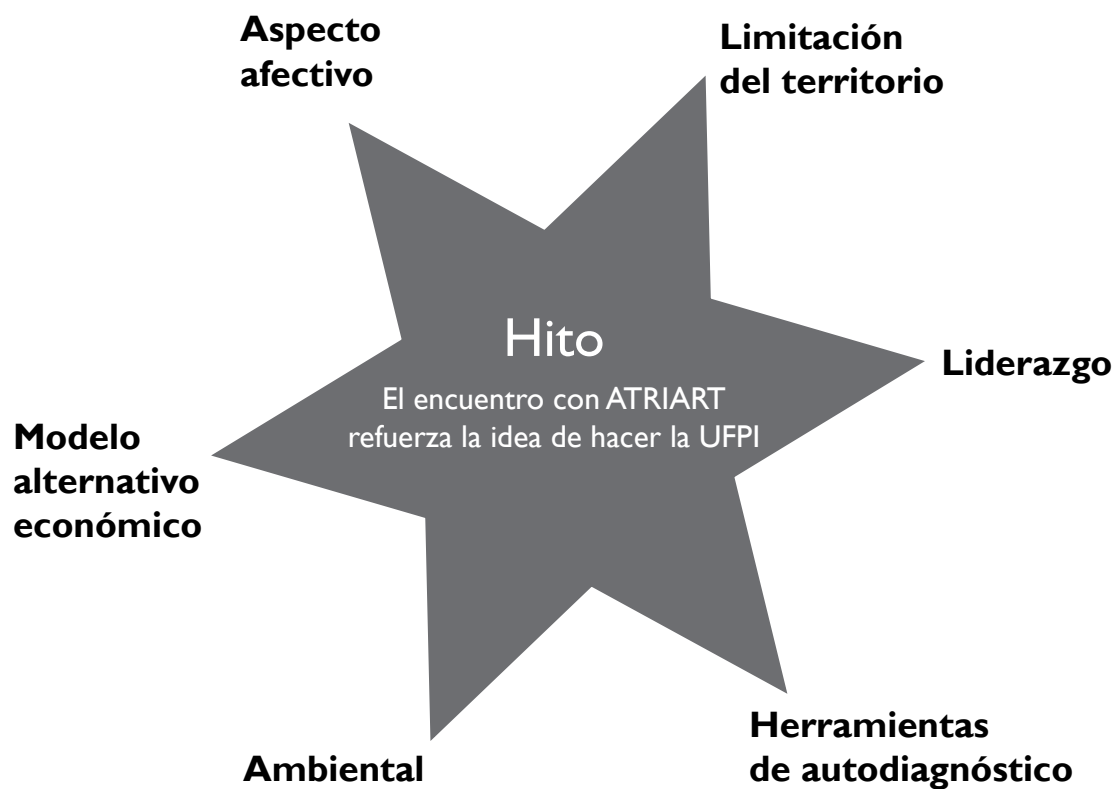 Aspecto
afectivo
Limitación
del territorio
Hito
El encuentro con ATRIART
refuerza la idea de hacer la UFPI
Liderazgo
Modelo
alternativo
económico
Herramientas
de autodiagnóstico
Ambiental